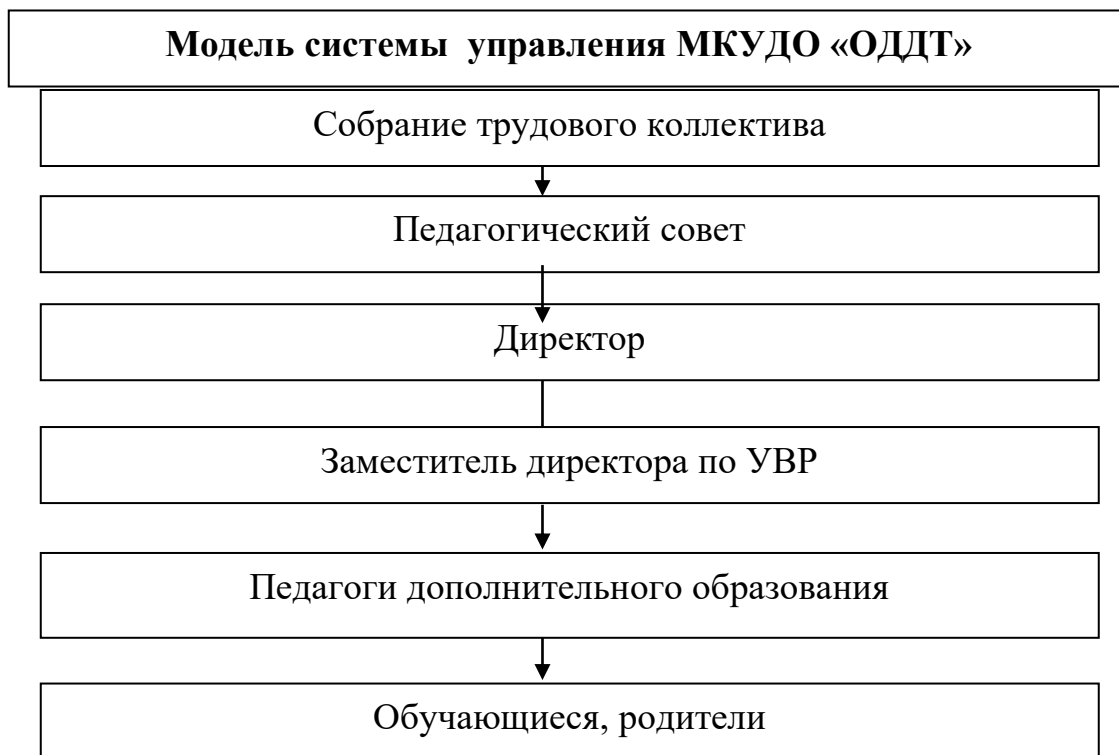 Модель системы управления МКУДО «ОДДТ»
Собрание трудового коллектива
Педагогический совет
Директор
Заместитель директора по УВР
Педагоги дополнительного образования
Обучающиеся, родители